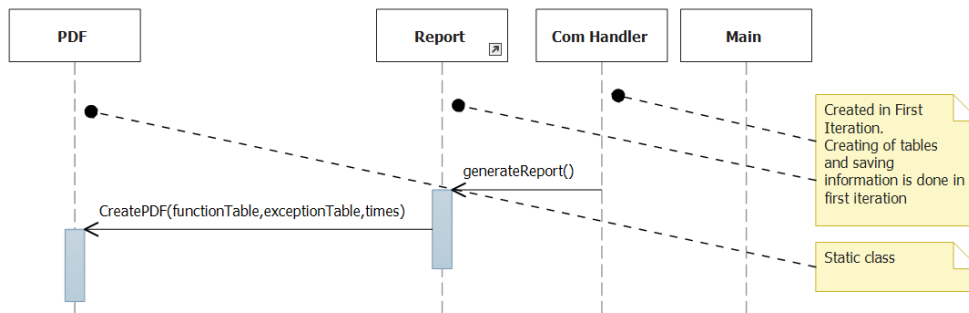 PDF
Report
Com Handler
Main
Created in First
Iteration.
Creating of tables
and saving
information is done in
first iteration
generateReport()
CreatePDF(functionTable,exceptionTable,times)
Static class